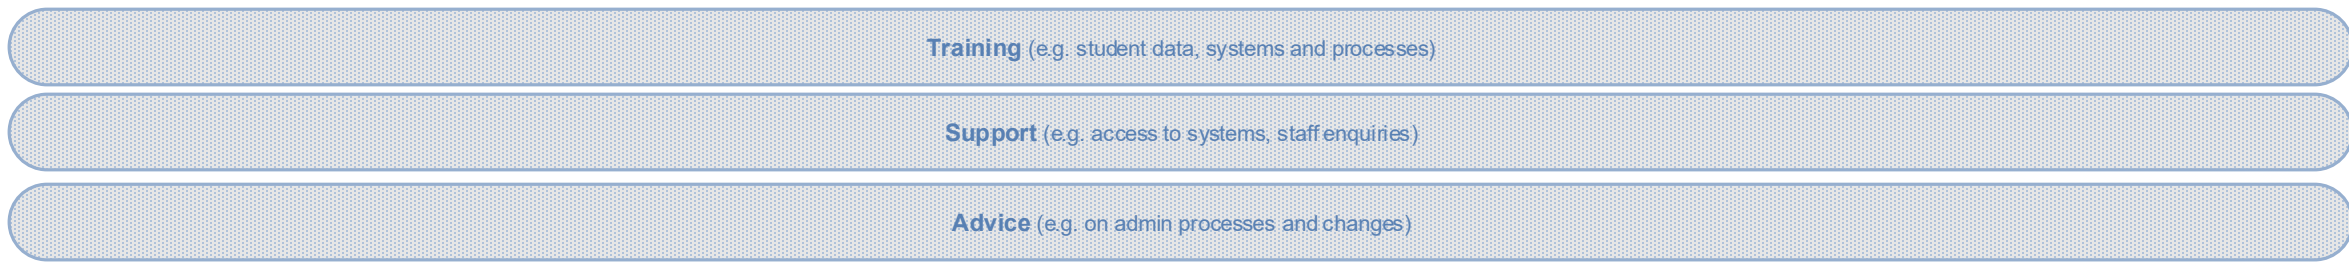 Training (e.g. student data, systems and processes)
Support (e.g. access to systems, staff enquiries)
Advice (e.g. on admin processes and changes)